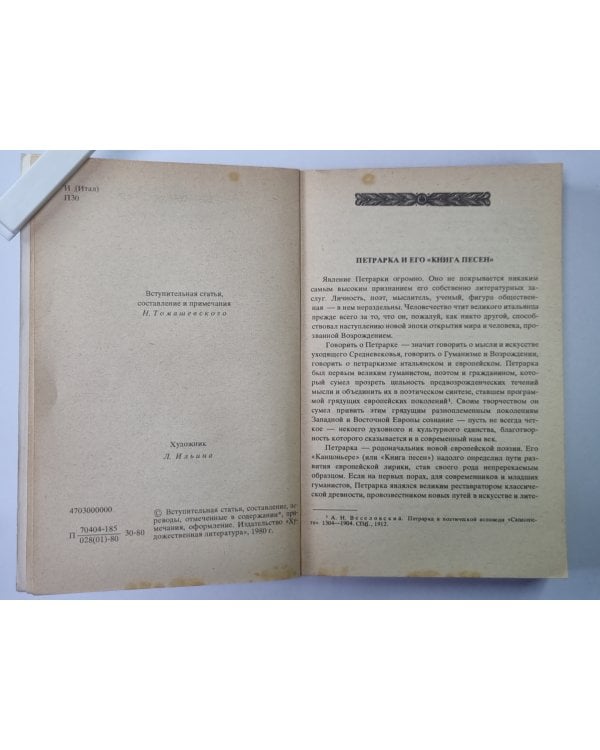 И (Итал)
П30
Вступительная статья,
составление и примечания
Н. Томашевского
Художник
Л. Ильина
4703000000
П 70404-185 30-80
028(01)-80
© Вступительная статья, составление, пе-
реводы, отмеченные в содержании*, при-
мечания, оформление. Издательство «Ху-
дожественная литература», 1980 г.
ПЕТРАРКА И ЕГО «КНИГА ПЕСЕН»
Явление Петрарки огромно. Оно не покрывается никаким
самым высоким признанием его собственно литературных за-
слуг. Личность, поэт, мыслитель, ученый, фигура обществен-
ная — в нем нераздельны. Человечество чтит великого итальянца
прежде всего за то, что он, пожалуй, как никто другой, способ-
ствовал наступлению новой эпохи открытия мира и человека, про-
званной Возрождением.
Говорить о Петрарке — значит говорить о мысли и искусстве
уходящего Средневековья, говорить о Гуманизме и Возрождении,
говорить о петраркизме итальянском и европейском. Петрарка
был первым великим гуманистом, поэтом и гражданином, кото-
рый сумел прозреть цельность предвозрожденческих течений
мысли и объединить их в поэтическом синтезе, ставшем програм-
мой грядущих европейских поколений¹. Своим творчеством он
сумел привить этим грядущим разноплеменным поколениям
Западной и Восточной Европы сознание — пусть не всегда чет-
кое — некоего духовного и культурного единства, благотвор-
ность которого сказывается и в современный нам век.
Петрарка — родоначальник новой европейской поэзии. Его
«Канцоньере» (или «Книга песен») надолго определил пути раз-
вития европейской лирики, став своего рода непререкаемым
образцом. Если на первых порах, для современников и младших
гуманистов, Петрарка являлся великим реставратором классиче-
ской древности, провозвестником новых путей в искусстве и лите-
¹ А. Н. Веселовский. Петрарка в поэтической исповеди «Canzonie-
re» 1304—1904. СПб., 1912.